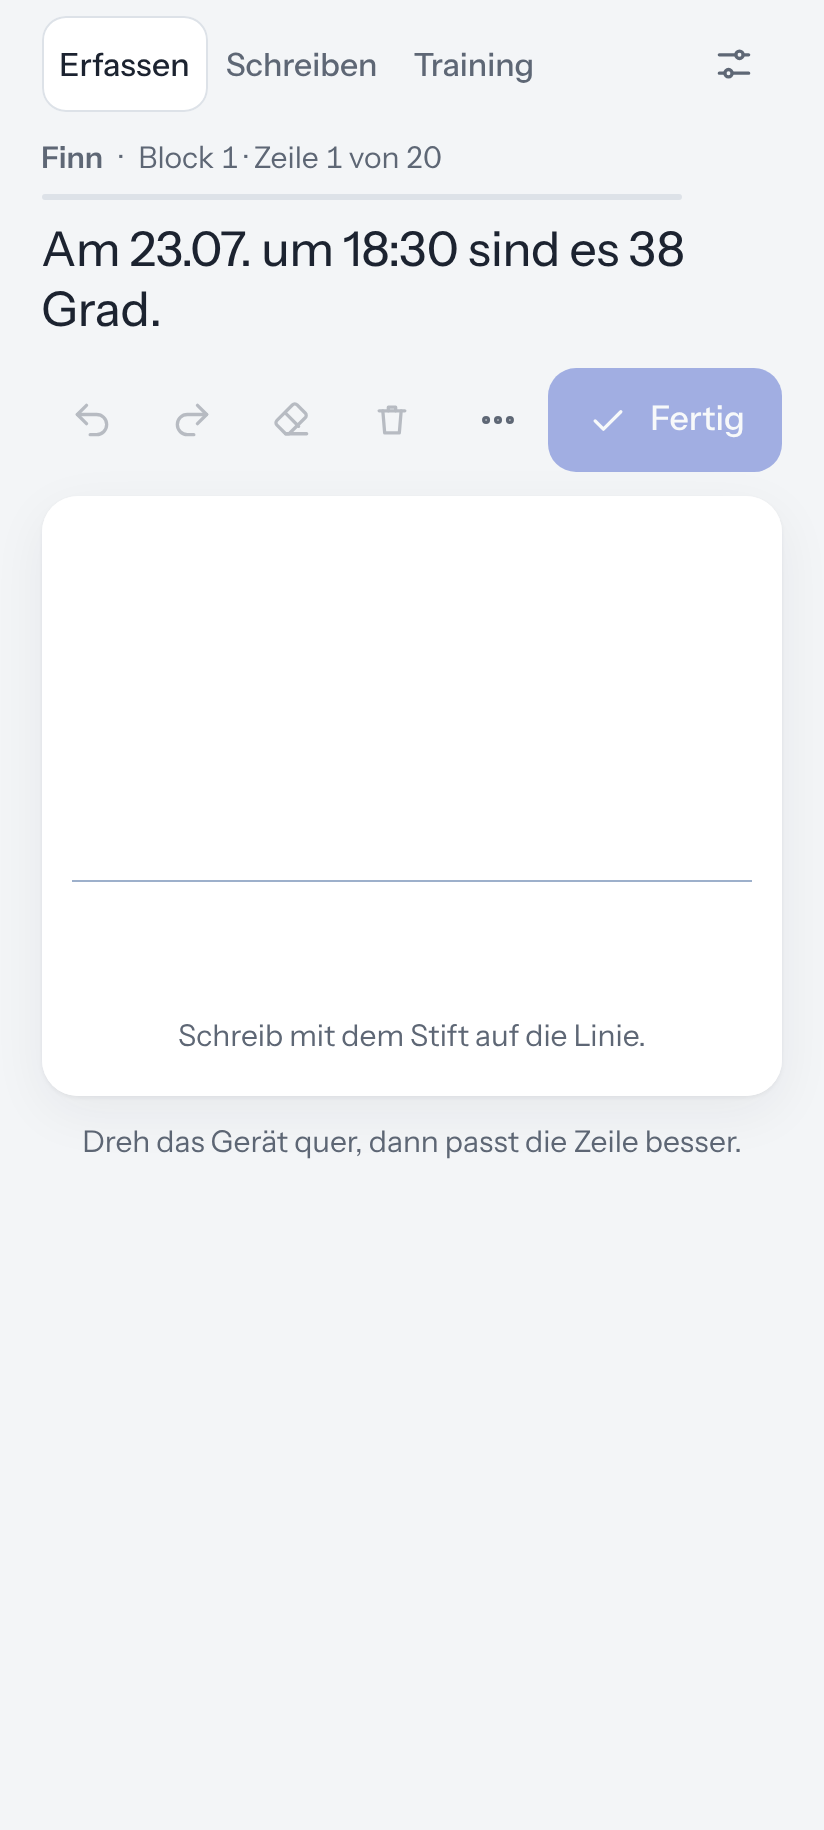 Erfassen Schreiben Training
Finn · Block 1 · Zeile 1 von 20
Am 23.07. um 18:30 sind es 38
Grad.
Fertig
Schreib mit dem Stift auf die Linie.
Dreh das Gerät quer, dann passt die Zeile besser.